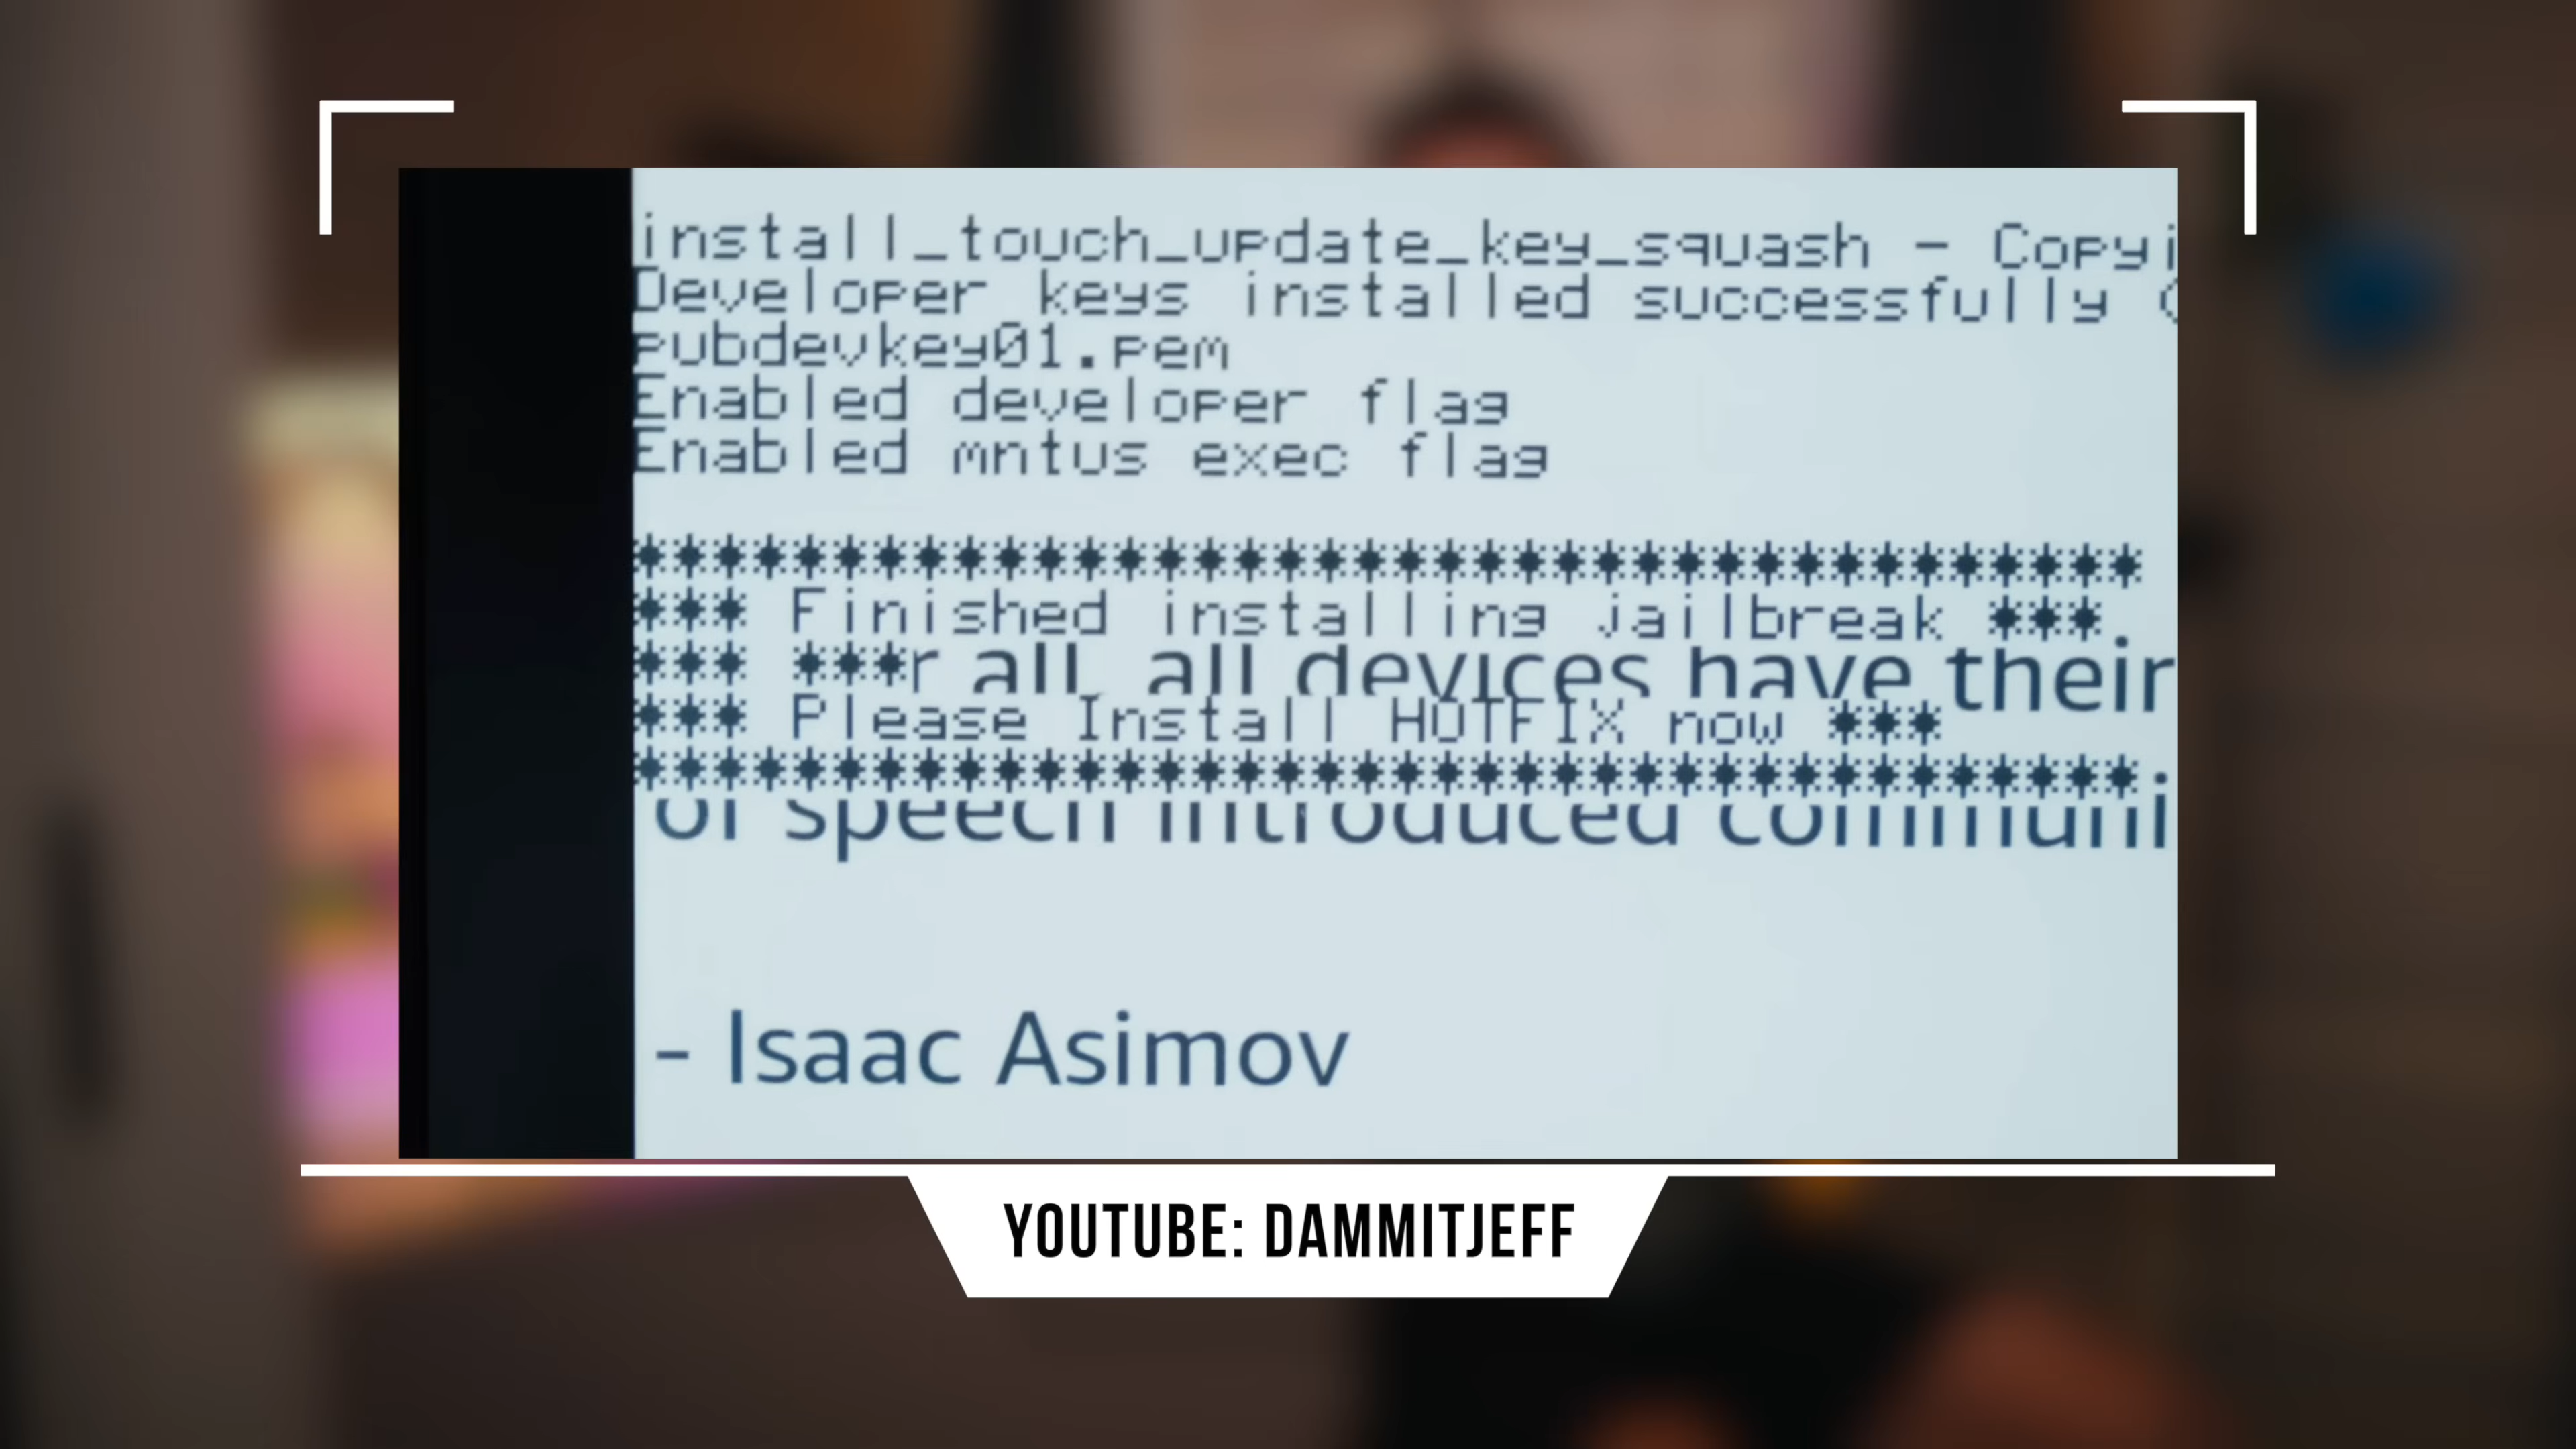 install_touch_update_key_squash - Copyi
Developer keys installed successfully
pubdevkey01.pem
Enabled developer flag
Enabled mntus exec flag
**************************************
*** Finished installing jailbreak ***
*** *** r all, all devices have their
*** Please Install HOTFIX now ***
**************************************
of speech introduced communi
- Isaac Asimov
YOUTUBE: DAMMITJEFF